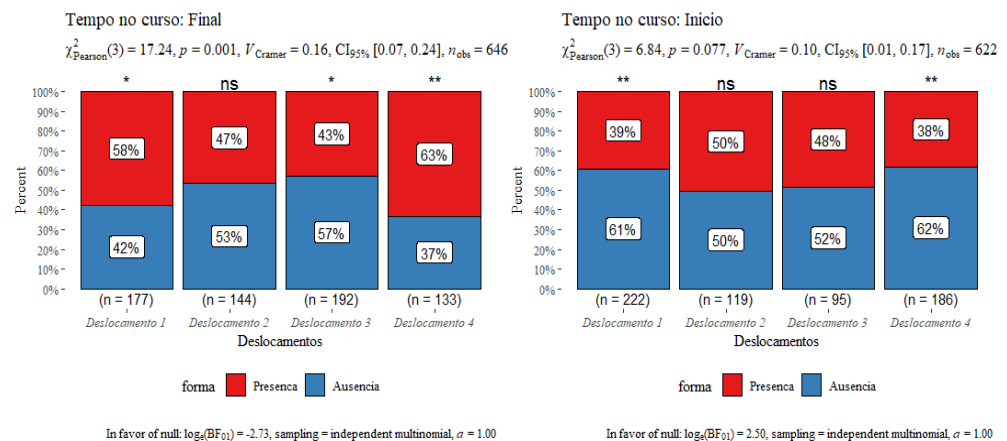 Tempo no curso: Final
χ²Pearson(3) = 17.24, p = 0.001, VCramer = 0.16, CI95% [0.07, 0.24], nobs = 646
* ns * **
100%
90%
80%
70%
60%
50%
40%
30%
20%
10%
0%
Percent
58% 47% 43% 63%
42% 53% 57% 37%
(n = 177) (n = 144) (n = 192) (n = 133)
Deslocamento 1 Deslocamento 2 Deslocamento 3 Deslocamento 4
Deslocamentos
forma Presenca Ausencia
In favor of null: loge(BF01) = -2.73, sampling = independent multinomial, a = 1.00
Tempo no curso: Inicio
χ²Pearson(3) = 6.84, p = 0.077, VCramer = 0.10, CI95% [0.01, 0.17], nobs = 622
** ns ns **
100%
90%
80%
70%
60%
50%
40%
30%
20%
10%
0%
Percent
39% 50% 48% 38%
61% 50% 52% 62%
(n = 222) (n = 119) (n = 95) (n = 186)
Deslocamento 1 Deslocamento 2 Deslocamento 3 Deslocamento 4
Deslocamentos
forma Presenca Ausencia
In favor of null: loge(BF01) = 2.50, sampling = independent multinomial, a = 1.00